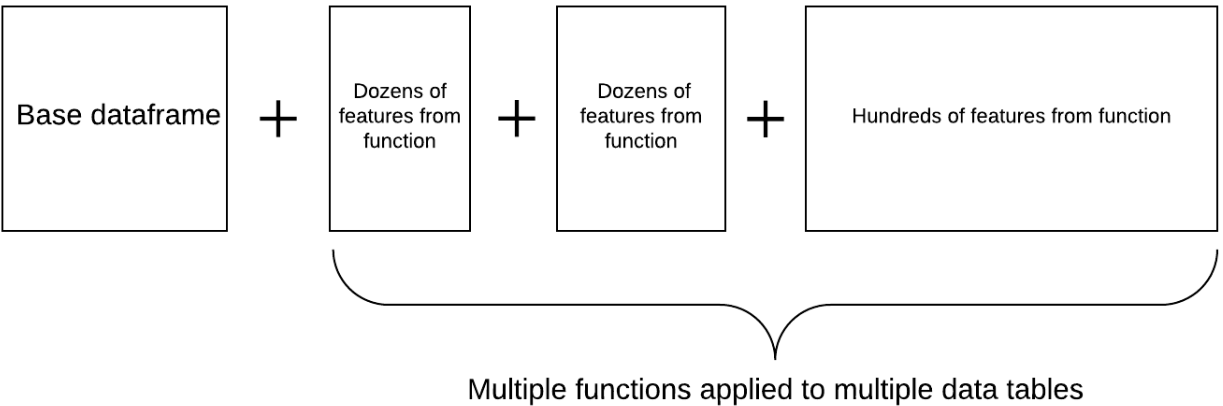 Base dataframe
+
Dozens of
features from
function
+
Dozens of
features from
function
+
Hundreds of features from function
Multiple functions applied to multiple data tables